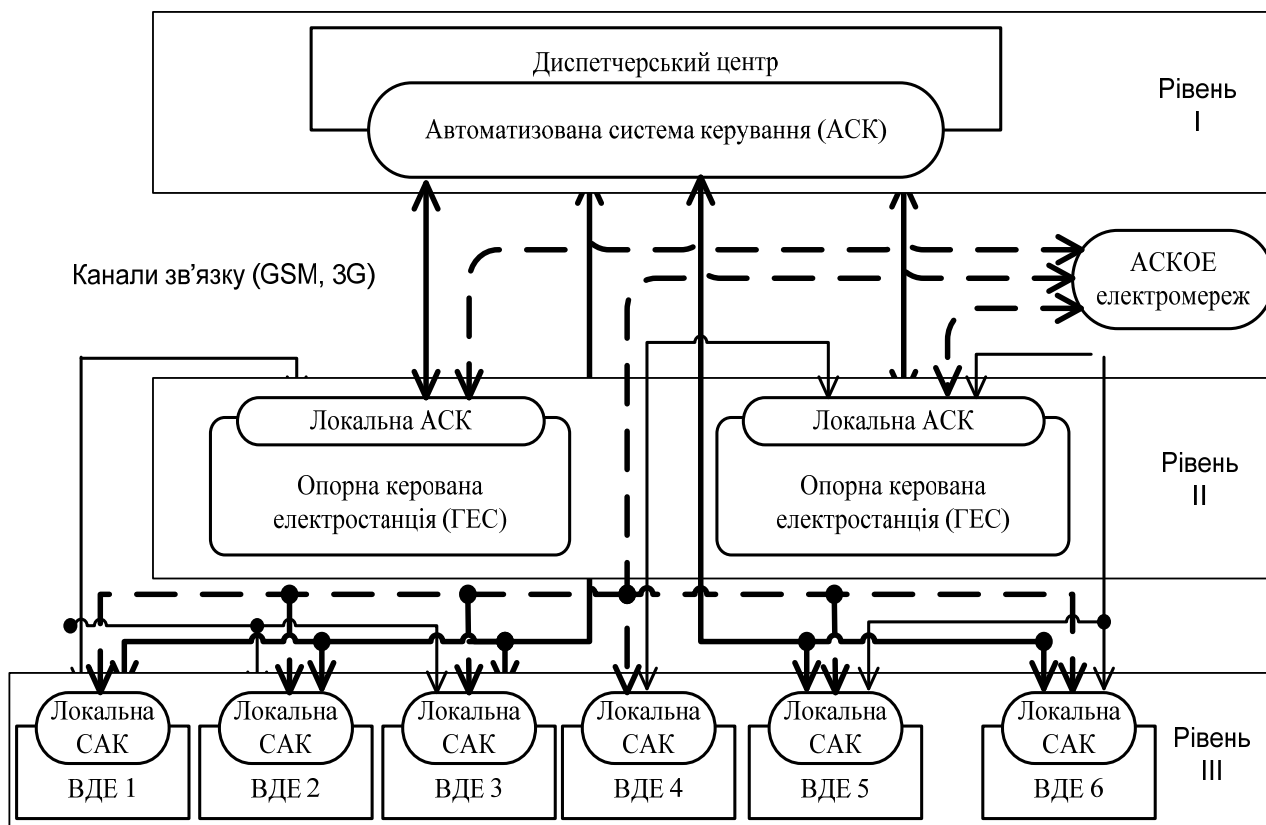 Диспетчерський центр
Автоматизована система керування (АСК)
Рівень
I
Канали зв’язку (GSM, 3G)
АСКОЕ
електромереж
Локальна АСК
Опорна керована
електростанція (ГЕС)
Локальна АСК
Опорна керована
електростанція (ГЕС)
Рівень
II
Локальна
САК
ВДЕ 1
Локальна
САК
ВДЕ 2
Локальна
САК
ВДЕ 3
Локальна
САК
ВДЕ 4
Локальна
САК
ВДЕ 5
Локальна
САК
ВДЕ 6
Рівень
III